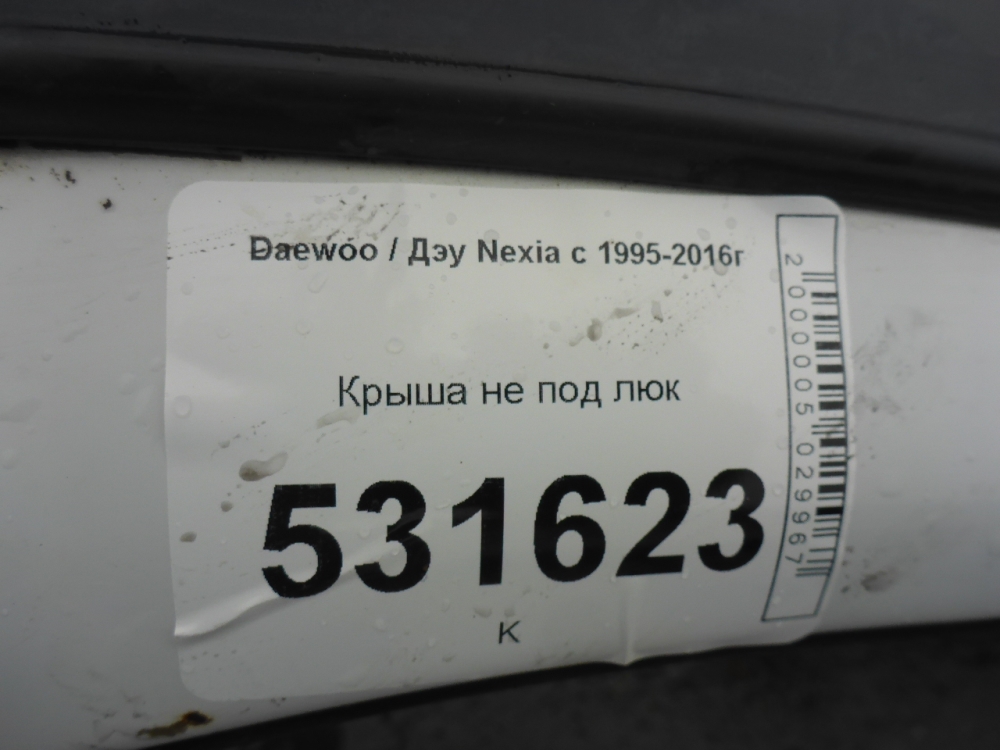 Daewoo / Дэу Nexia с 1995-2016г
Крыша не под люк
531623
К
2000005029967